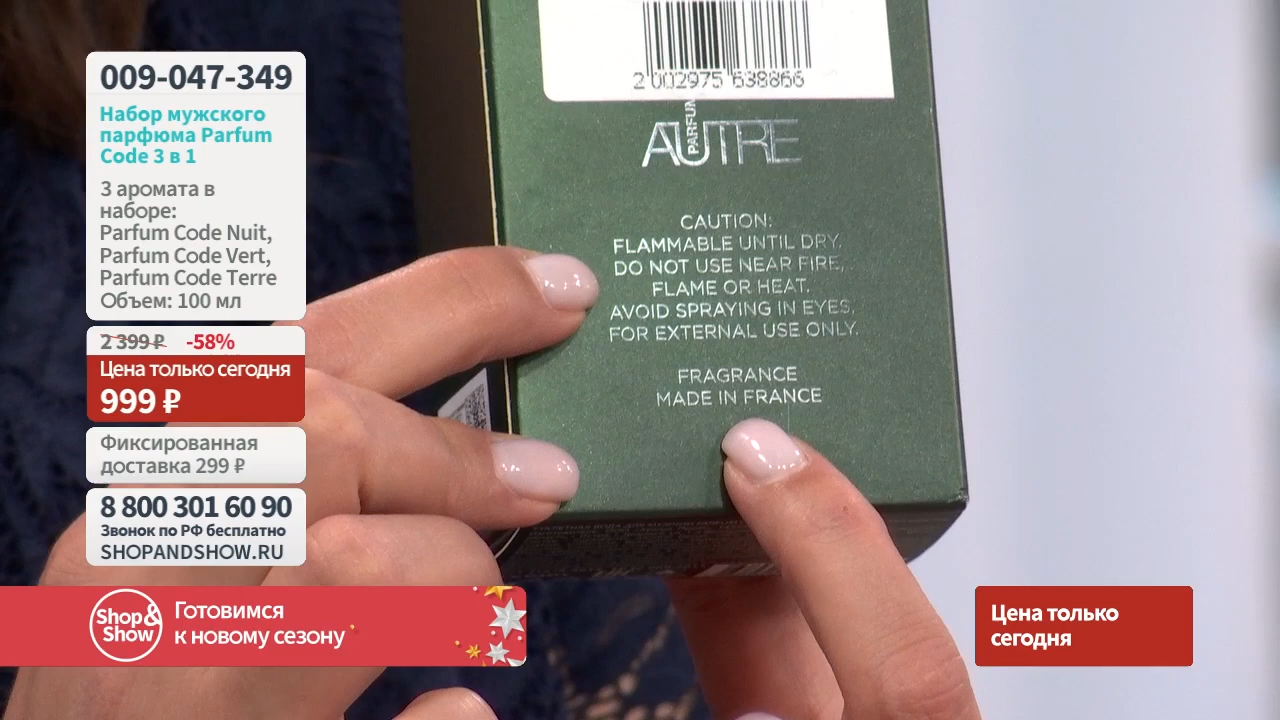 009-047-349
Набор мужского
парфюма Parfum
Code 3 в 1
3 аромата в
наборе:
Parfum Code Nuit,
Parfum Code Vert,
Parfum Code Terre
Объем: 100 мл
2 399 ₽ -58%
Цена только сегодня
999 ₽
Фиксированная
доставка 299 ₽
8 800 301 60 90
Звонок по РФ бесплатно
SHOPANDSHOW.RU
Shop&
Show
Готовимся
к новому сезону
Цена только
сегодня
2 002975 638866
PARFUM
AUTRE
CAUTION:
FLAMMABLE UNTIL DRY.
DO NOT USE NEAR FIRE,
FLAME OR HEAT.
AVOID SPRAYING IN EYES.
FOR EXTERNAL USE ONLY.
FRAGRANCE
MADE IN FRANCE